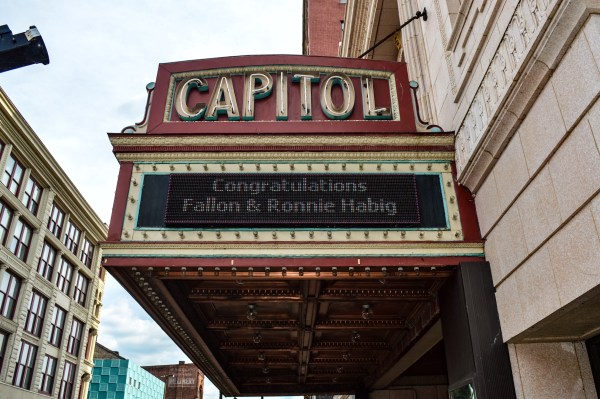 CAPITOL
Congratulations
Fallon & Ronnie Habig